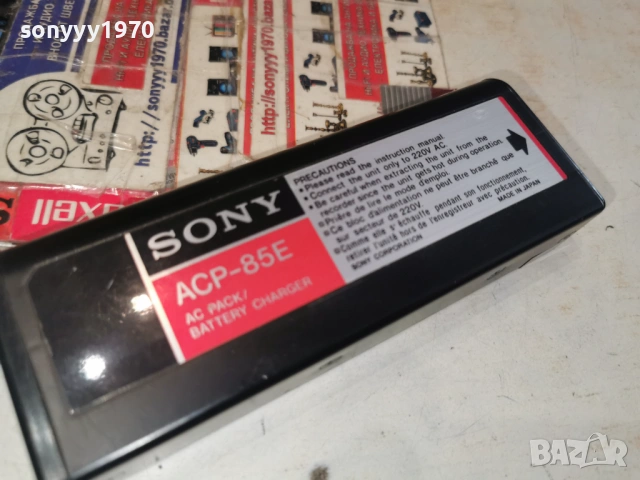 sonyyy1970
http://sonyyy1970.bazar
maxell
SONY
ACP-85E
AC PACK/
BATTERY CHARGER
PRECAUTIONS
• Please read the instruction manual
• Connect the unit only to 220V AC
• Be careful when extracting the unit from the
recorder since the unit gets hot during operation.
• Prière de lire le mode d'emploi.
• Ce bloc d'alimentation ne peut être branché que
sur secteur de 220V.
• Comme elle s'échauffe pendant son fonctionnement,
retirer l'unité hors de l'enregistreur avec précaution.
SONY CORPORATION
MADE IN JAPAN
sonyyy1970
BAZAR